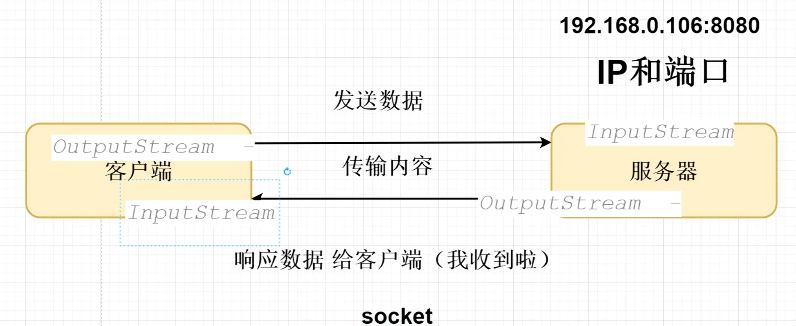 192.168.0.106:8080
IP和端口
发送数据
InputStream
OutputStream -
传输内容
客户端
服务器
OutputStream -
InputStream
响应数据 给客户端（我收到啦）
socket